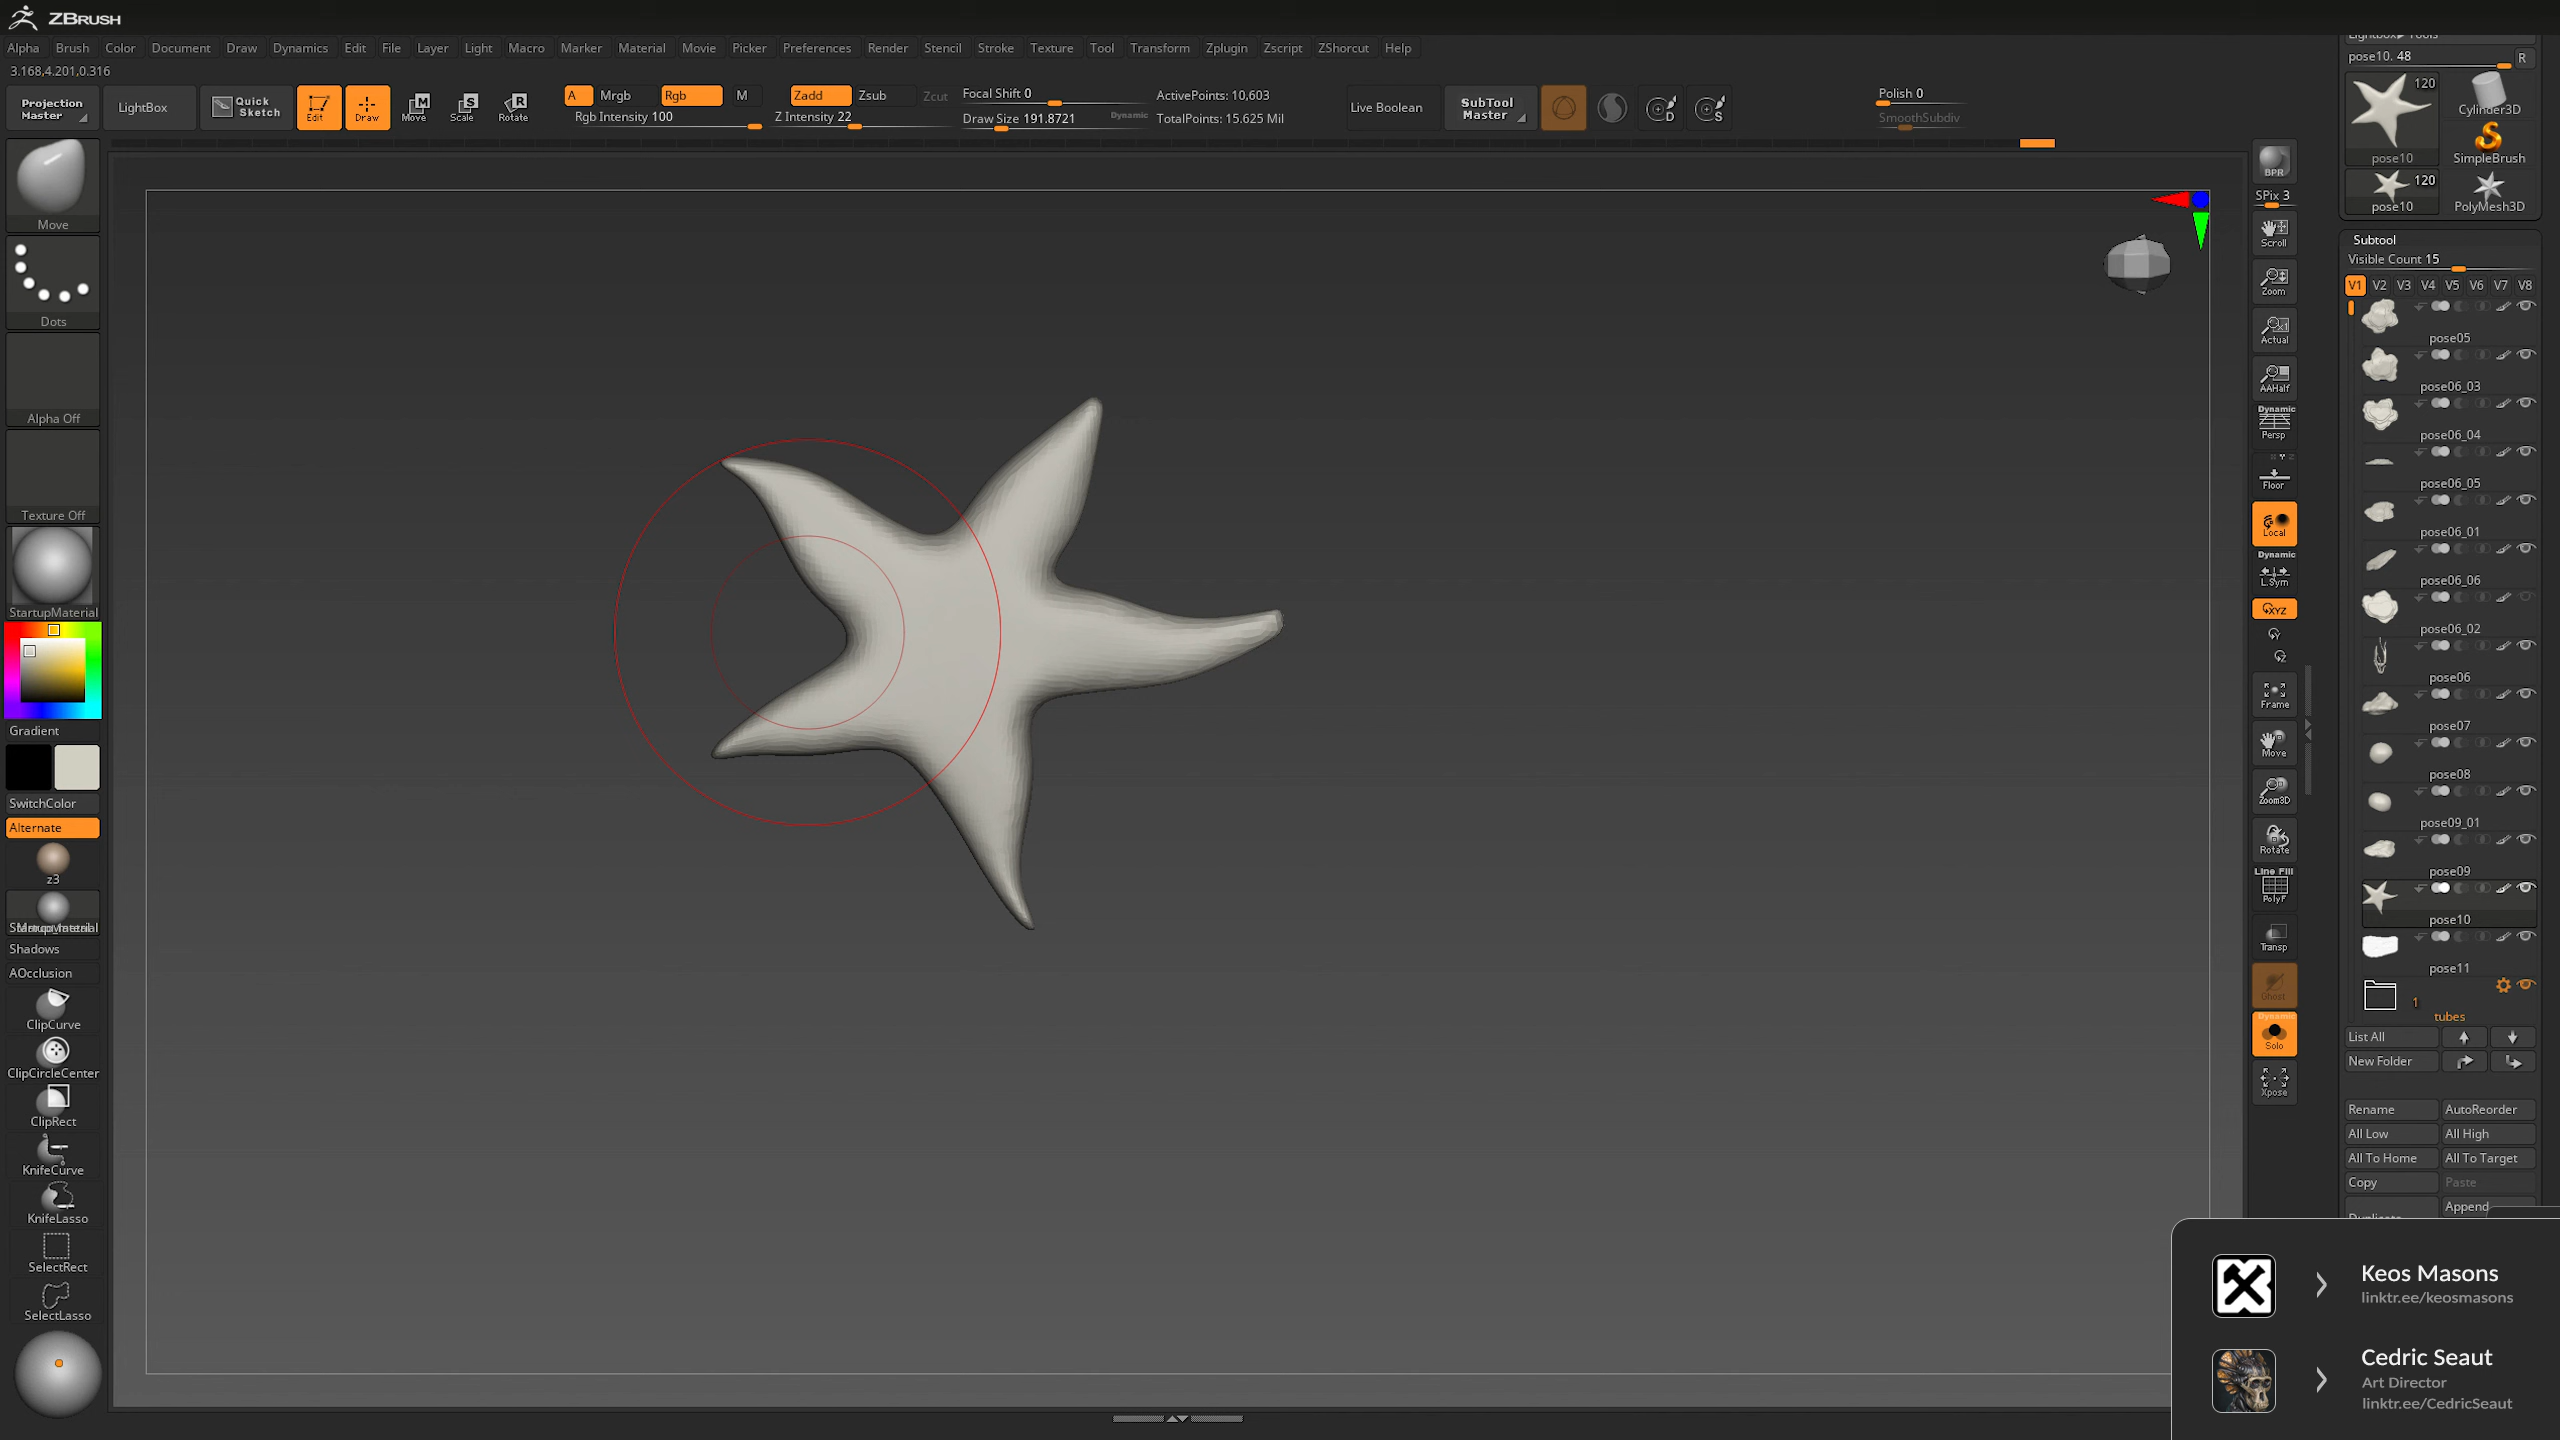 ZBRUSH
Alpha Brush Color Document Draw Dynamics Edit File Layer Light Macro Marker Material Movie Picker Preferences Render Stencil Stroke Texture Tool Transform Zplugin Zscript ZShorcut Help
3.168,4.201,0.316
Projection Master
LightBox
Quick Sketch
Edit
Draw
Move
Scale
Rotate
A Mrgb Rgb M
Rgb Intensity 100
Zadd Zsub Zcut
Z Intensity 22
Focal Shift 0
Draw Size 191.8721
Dynamic
ActivePoints: 10,603
TotalPoints: 15.625 Mil
Live Boolean
SubTool Master
D
S
Polish 0
SmoothSubdiv
Move
Dots
Alpha Off
Texture Off
StartupMaterial
Gradient
SwitchColor
Alternate
z3
Shadows
AOcclusion
ClipCurve
ClipCircleCenter
ClipRect
KnifeCurve
KnifeLasso
SelectRect
SelectLasso
BPR
SPix 3
Scroll
Zoom
Actual
AAHalf
Dynamic
Persp
Floor
Local
Dynamic
L.Sym
XYZ
Y
Z
Frame
Move
Zoom3D
Rotate
Line Fill
PolyF
Transp
Ghost
Dynamic
Solo
Xpose
Lightbox▸ Tools
pose10. 48
R
120
pose10
Cylinder3D
SimpleBrush
120
pose10
PolyMesh3D
Subtool
Visible Count 15
V1 V2 V3 V4 V5 V6 V7 V8
pose05
pose06_03
pose06_04
pose06_05
pose06_01
pose06_06
pose06_02
pose06
pose07
pose08
pose09_01
pose09
pose10
pose11
1
tubes
List All
New Folder
Rename AutoReorder
All Low All High
All To Home All To Target
Copy Paste
Duplicate Append
Keos Masons
linktr.ee/keosmasons
Cedric Seaut
Art Director
linktr.ee/CedricSeaut